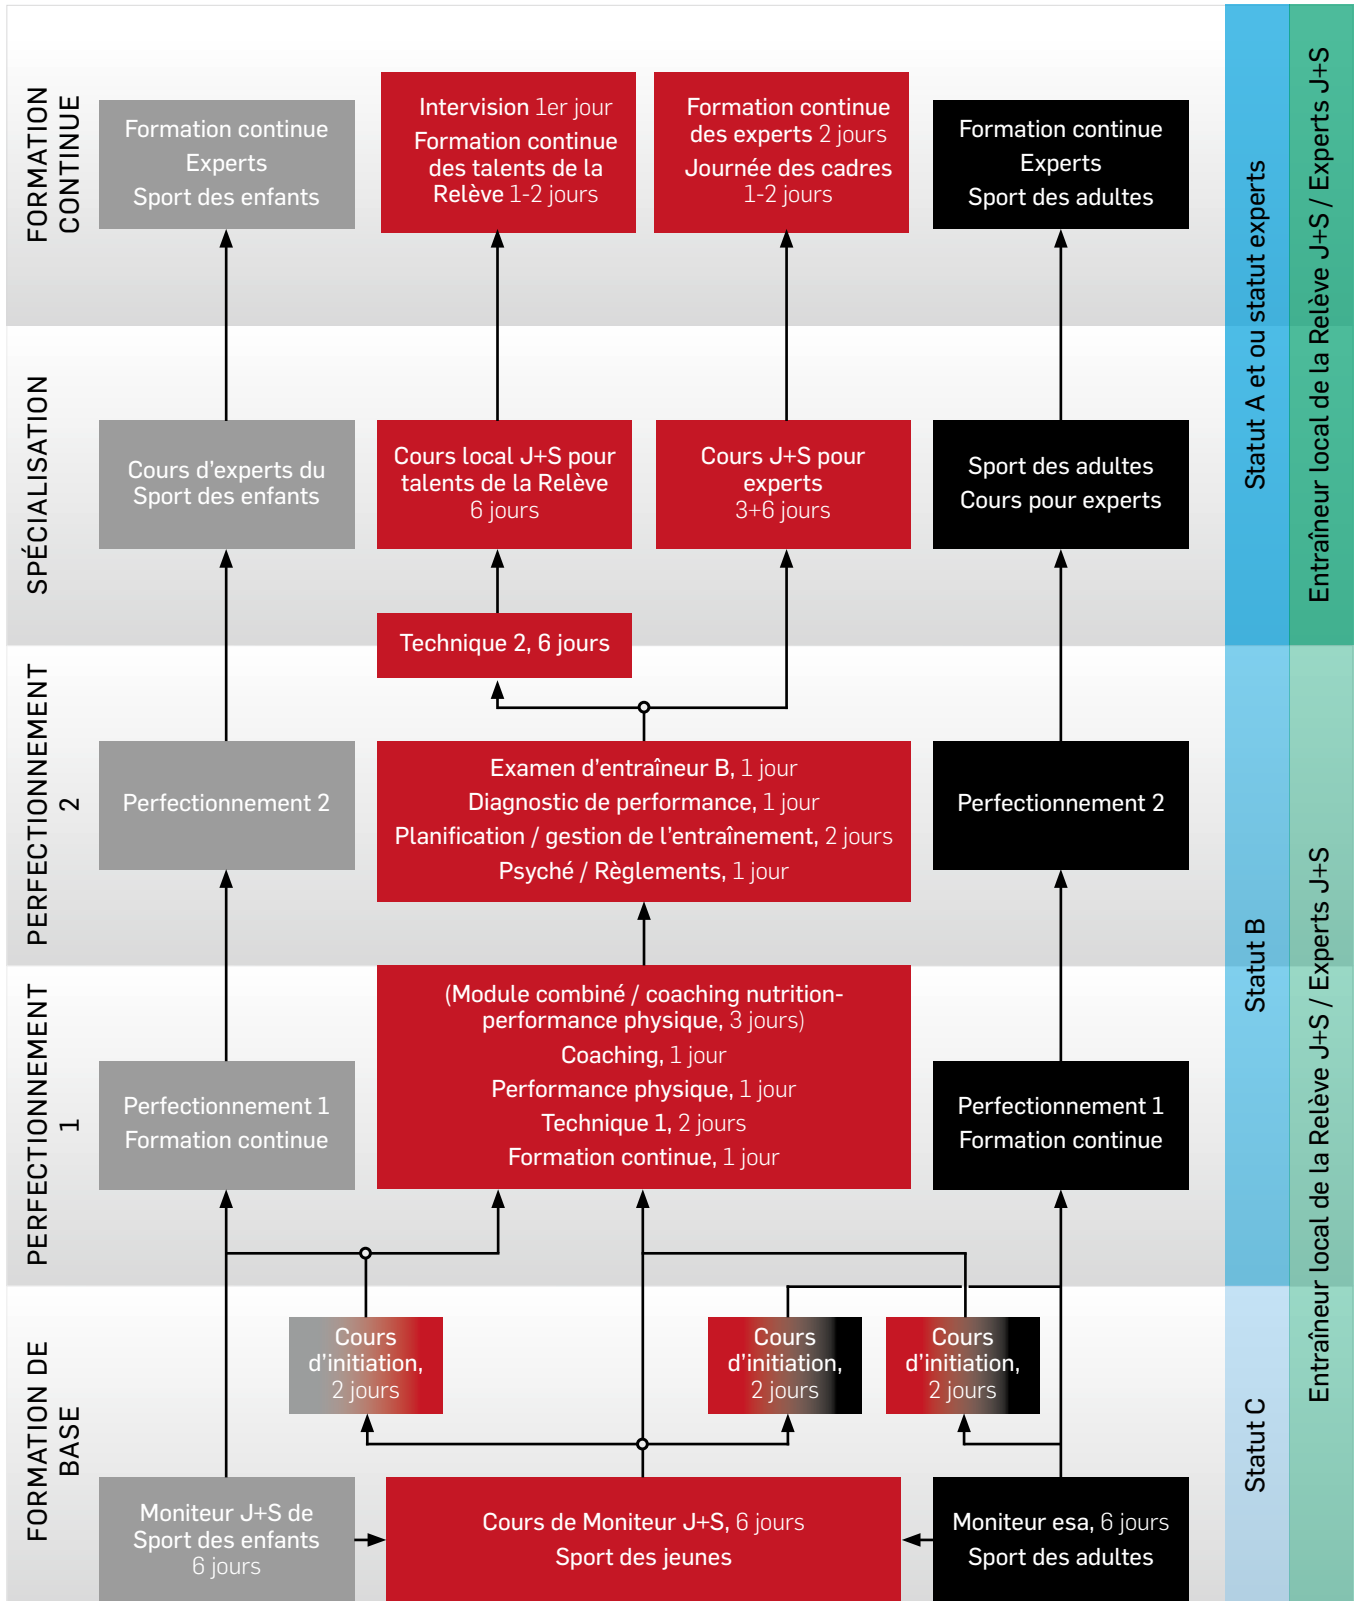 FORMATION
CONTINUE
Formation continue
Experts
Sport des enfants
Intervision 1er jour
Formation continue
des talents de la
Relève 1-2 jours
Formation continue
des experts 2 jours
Journée des cadres
1-2 jours
Formation continue
Experts
Sport des adultes
SPÉCIALISATION
Cours d'experts du
Sport des enfants
Cours local J+S pour
talents de la Relève
6 jours
Cours J+S pour
experts
3+6 jours
Sport des adultes
Cours pour experts
Technique 2, 6 jours
PERFECTIONNEMENT
2
Perfectionnement 2
Examen d'entraîneur B, 1 jour
Diagnostic de performance, 1 jour
Planification / gestion de l'entraînement, 2 jours
Psyché / Règlements, 1 jour
Perfectionnement 2
PERFECTIONNEMENT
1
Perfectionnement 1
Formation continue
(Module combiné / coaching nutrition-
performance physique, 3 jours)
Coaching, 1 jour
Performance physique, 1 jour
Technique 1, 2 jours
Formation continue, 1 jour
Perfectionnement 1
Formation continue
FORMATION DE
BASE
Cours
d'initiation,
2 jours
Cours
d'initiation,
2 jours
Cours
d'initiation,
2 jours
Moniteur J+S de
Sport des enfants
6 jours
Cours de Moniteur J+S, 6 jours
Sport des jeunes
Moniteur esa, 6 jours
Sport des adultes
Statut A et ou statut experts
Statut B
Statut C
Entraîneur local de la Relève J+S / Experts J+S
Entraîneur local de la Relève J+S / Experts J+S